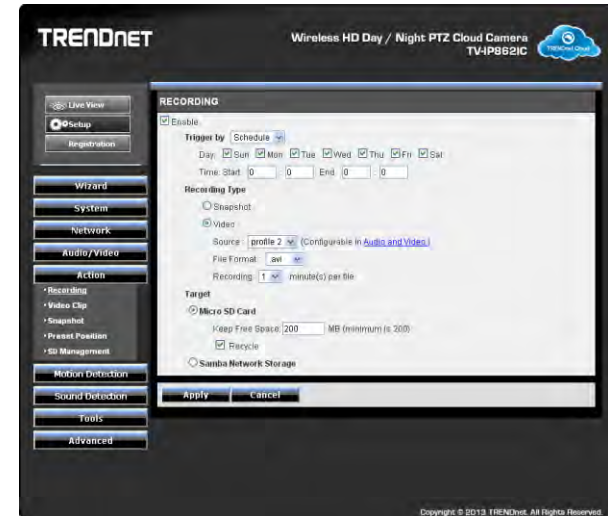 TRENDNET
Wireless HD Day / Night PTZ Cloud Camera
TV-IP862IC
TRENDnet Cloud
Live View
Setup
Registration
Wizard
System
Network
Audio/Video
Action
Recording
Video Clip
Snapshot
Preset Position
SD Management
Motion Detection
Sound Detection
Tools
Advanced
RECORDING
Enable
Trigger by Schedule
Day: Sun Mon Tue Wed Thu Fri Sat
Time: Start 0 : 0 End 0 : 0
Recording Type
Snapshot
Video
Source : profile 2 (Configurable in Audio and Video )
File Format avi
Recording 1 minute(s) per file
Target
Micro SD Card
Keep Free Space 200 MB (minimum is 200)
Recycle
Samba Network Storage
Apply Cancel
Copyright © 2013 TRENDnet. All Rights Reserved.